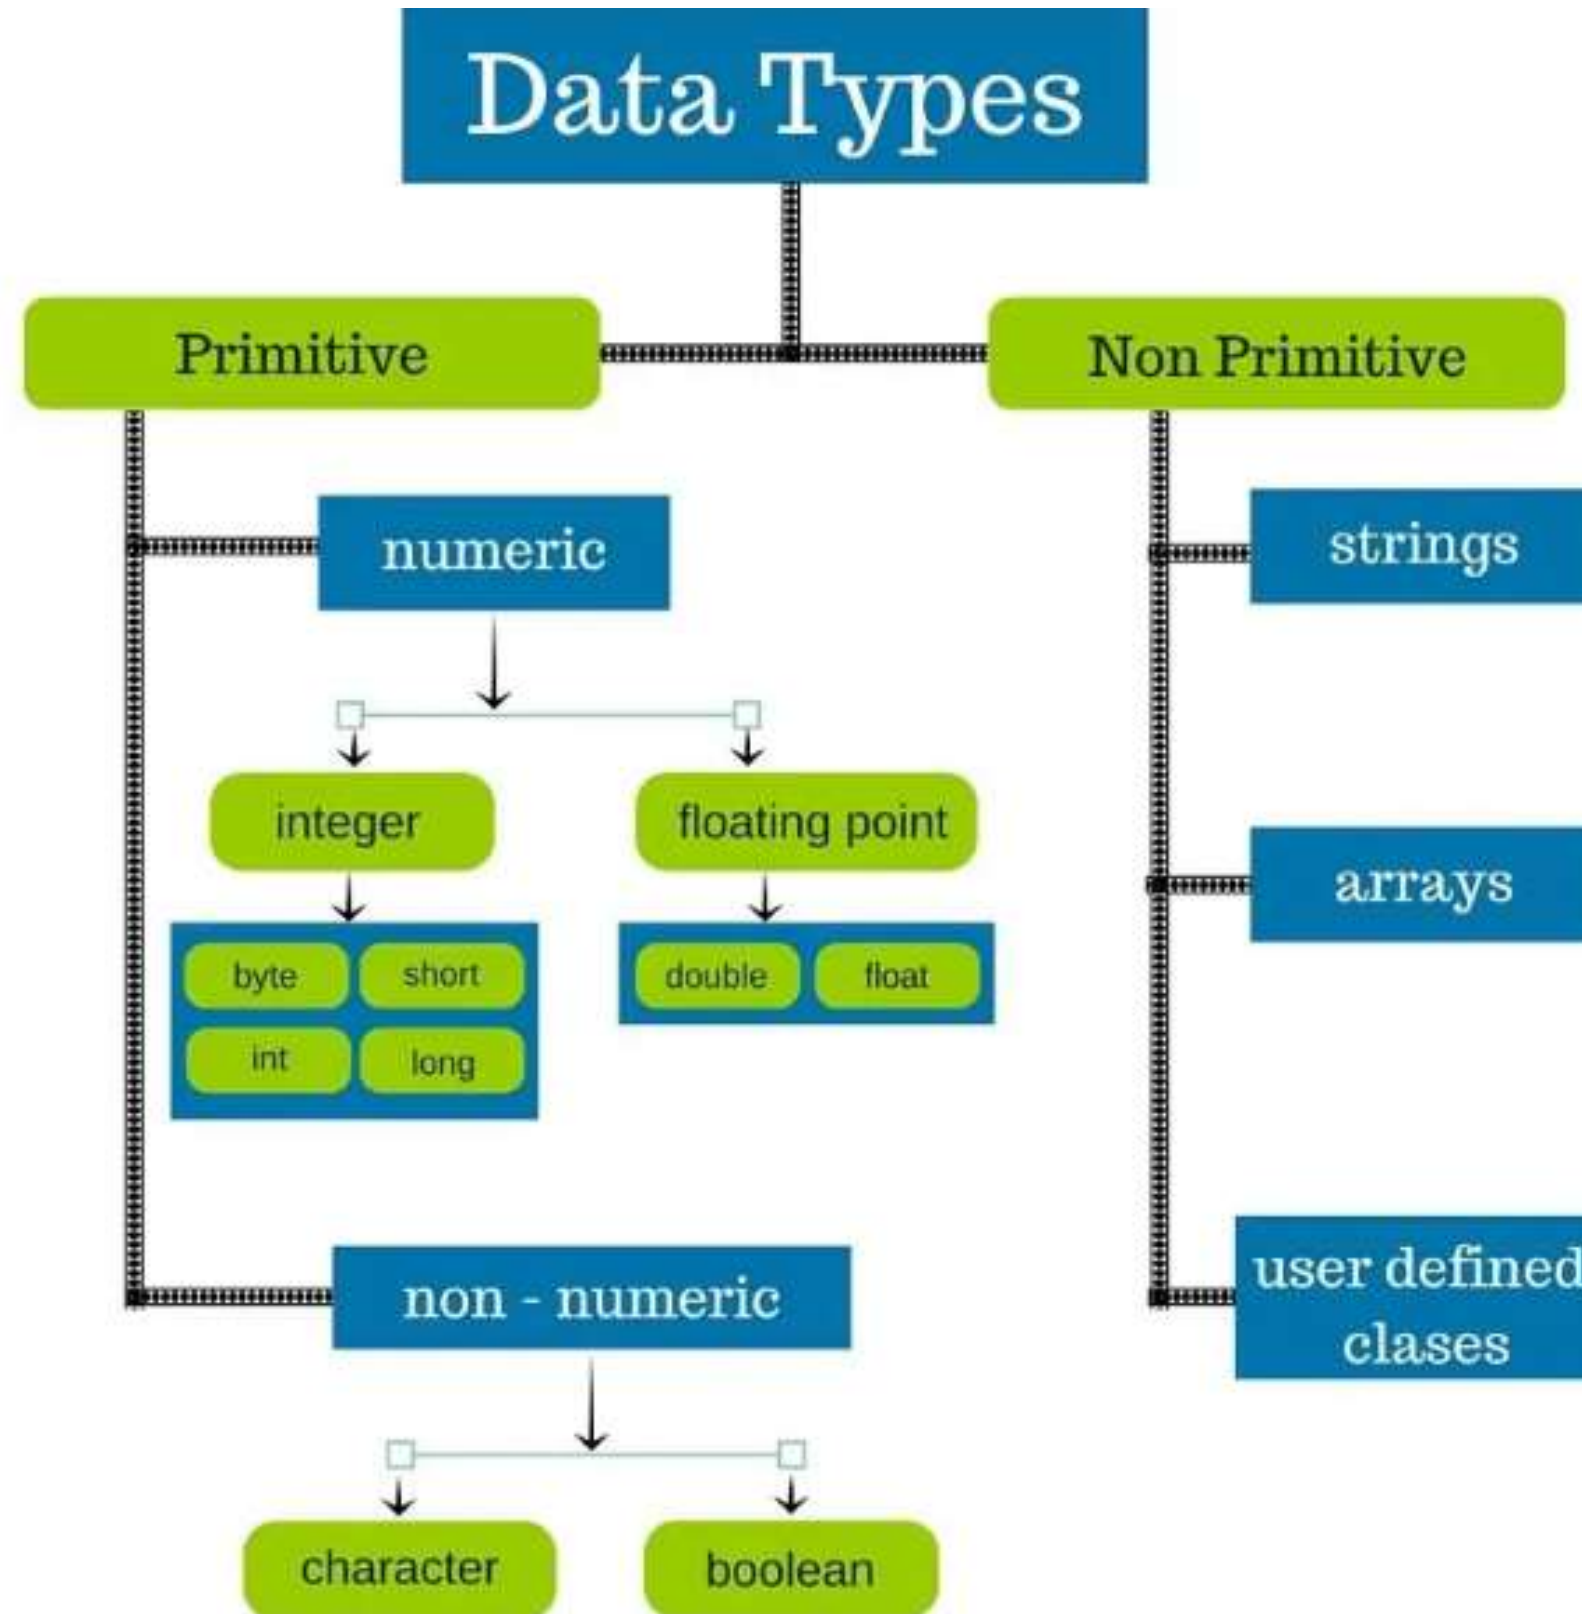 Data Types
Primitive
Non Primitive
numeric
strings
integer
floating point
arrays
byte
short
double
float
int
long
non - numeric
user defined
clases
character
boolean